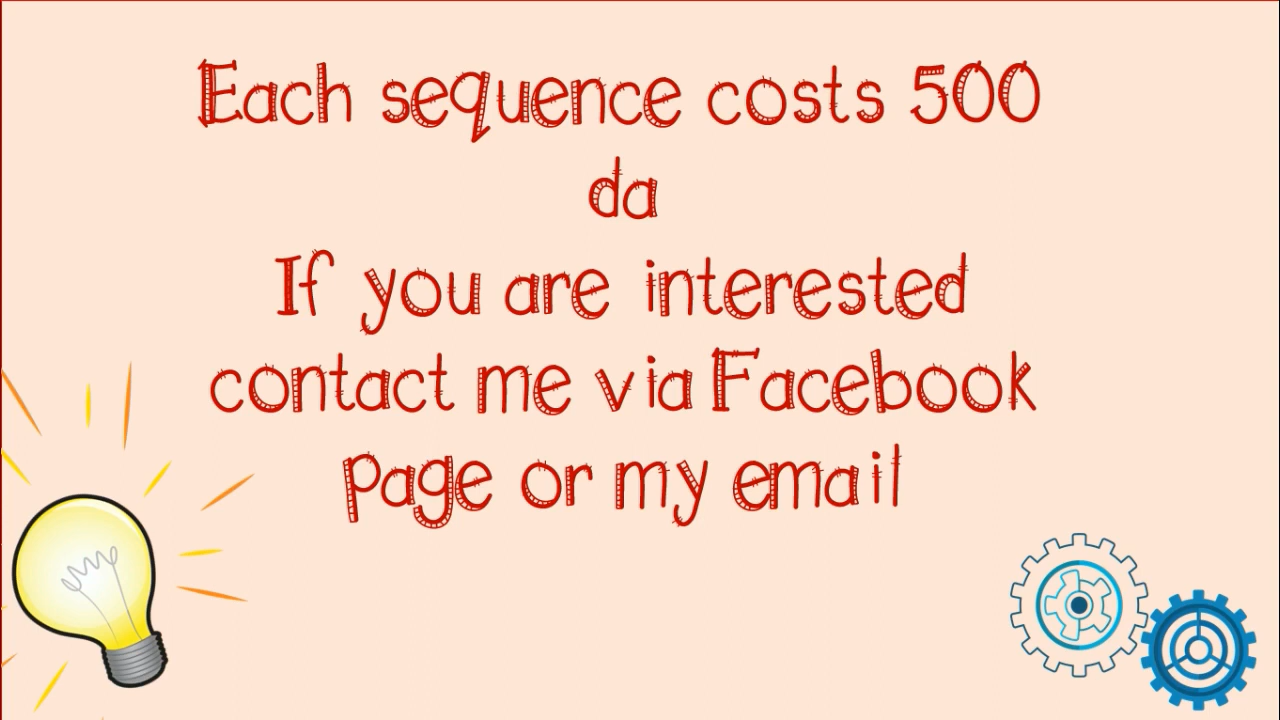 Each sequence costs 500
da
If you are interested
contact me via Facebook
page or my email